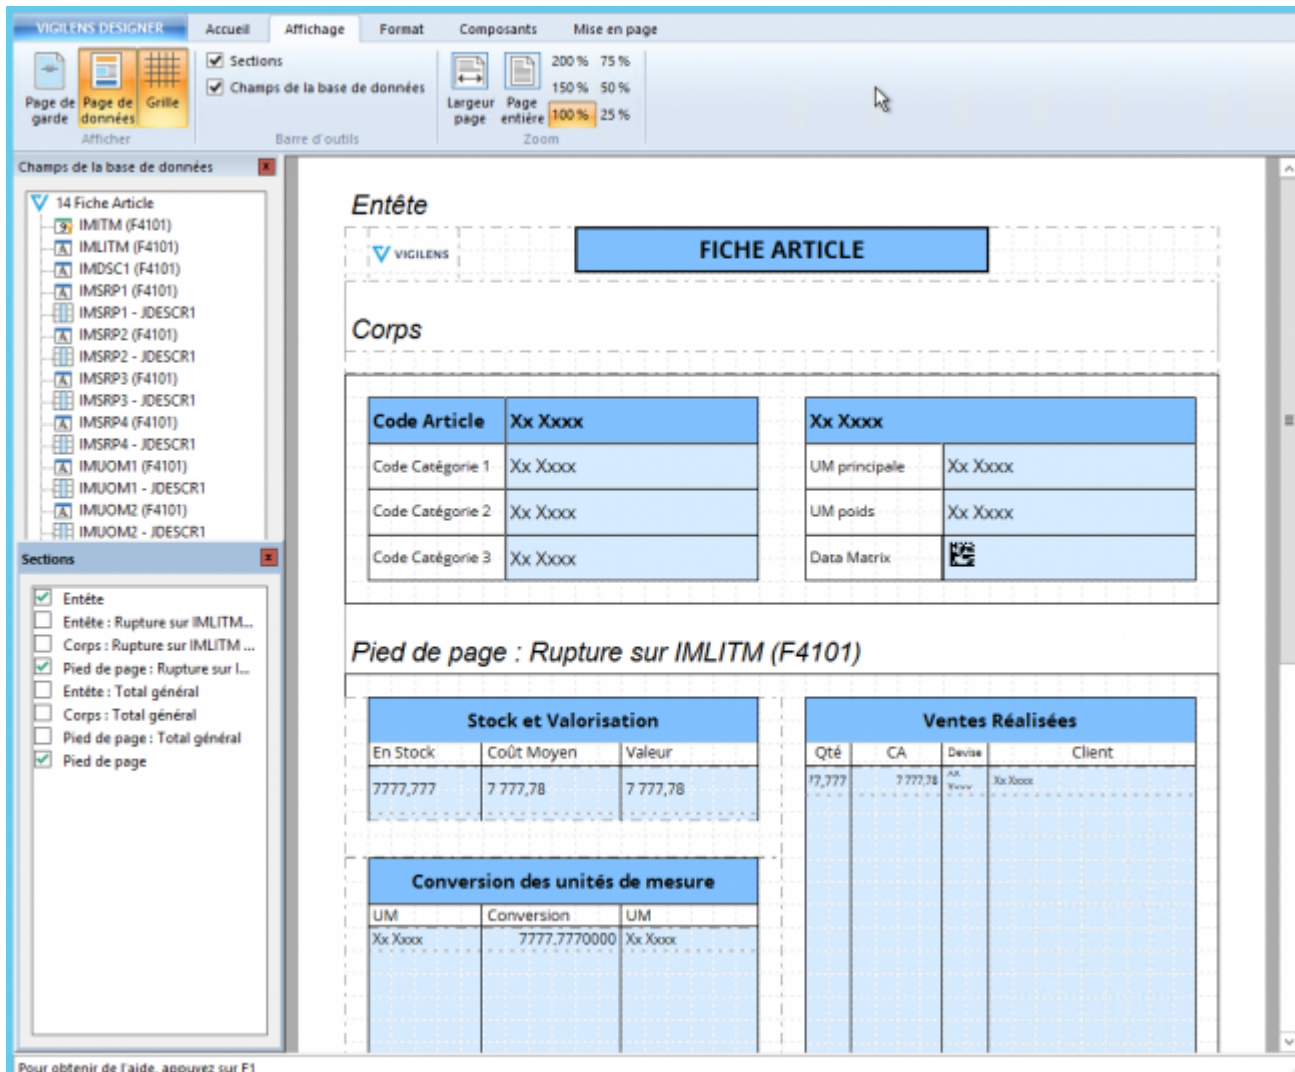 VIGILENS DESIGNER Accueil Affichage Format Composants Mise en page
Page de garde
Page de données
Grille
Afficher
Sections
Champs de la base de données
Barre d'outils
Largeur page
Page entière
200 % 75 %
150 % 50 %
100 % 25 %
Zoom
Champs de la base de données
14 Fiche Article
IMITM (F4101)
IMLITM (F4101)
IMDSC1 (F4101)
IMSRP1 (F4101)
IMSRP1 - JDESCR1
IMSRP2 (F4101)
IMSRP2 - JDESCR1
IMSRP3 (F4101)
IMSRP3 - JDESCR1
IMSRP4 (F4101)
IMSRP4 - JDESCR1
IMUOM1 (F4101)
IMUOM1 - JDESCR1
IMUOM2 (F4101)
IMUOM2 - JDESCR1
Sections
Entête
Entête : Rupture sur IMLITM...
Corps : Rupture sur IMLITM ...
Pied de page : Rupture sur I...
Entête : Total général
Corps : Total général
Pied de page : Total général
Pied de page
Entête
VIGILENS
FICHE ARTICLE
Corps
Code Article Xx Xxxx
Code Catégorie 1 Xx Xxxx
Code Catégorie 2 Xx Xxxx
Code Catégorie 3 Xx Xxxx
Xx Xxxx
UM principale Xx Xxxx
UM poids Xx Xxxx
Data Matrix
Pied de page : Rupture sur IMLITM (F4101)
Stock et Valorisation
En Stock Coût Moyen Valeur
7777,777 7 777,78 7 777,78
Conversion des unités de mesure
UM Conversion UM
Xx Xxxx 7777,7770000 Xx Xxxx
Ventes Réalisées
Qté CA Devise Client
7,777 7 777,78 Xx Xxxx
Pour obtenir de l'aide, appuyez sur F1